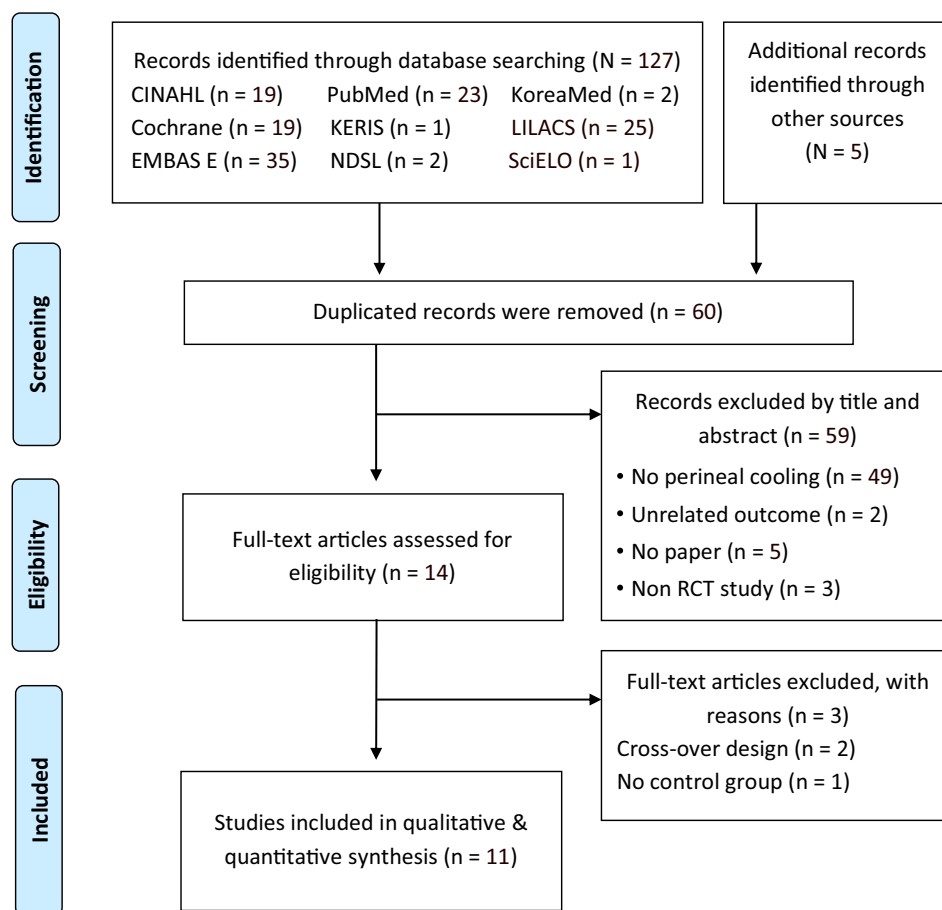 Identification
Records identified through database searching (N = 127)
CINAHL (n = 19) PubMed (n = 23) KoreaMed (n = 2)
Cochrane (n = 19) KERIS (n = 1) LILACS (n = 25)
EMBAS E (n = 35) NDSL (n = 2) SciELO (n = 1)
Additional records
identified through
other sources
(N = 5)
Screening
Duplicated records were removed (n = 60)
Records excluded by title and
abstract (n = 59)
• No perineal cooling (n = 49)
• Unrelated outcome (n = 2)
• No paper (n = 5)
• Non RCT study (n = 3)
Eligibility
Full-text articles assessed for
eligibility (n = 14)
Full-text articles excluded, with
reasons (n = 3)
Cross-over design (n = 2)
No control group (n = 1)
Included
Studies included in qualitative &
quantitative synthesis (n = 11)